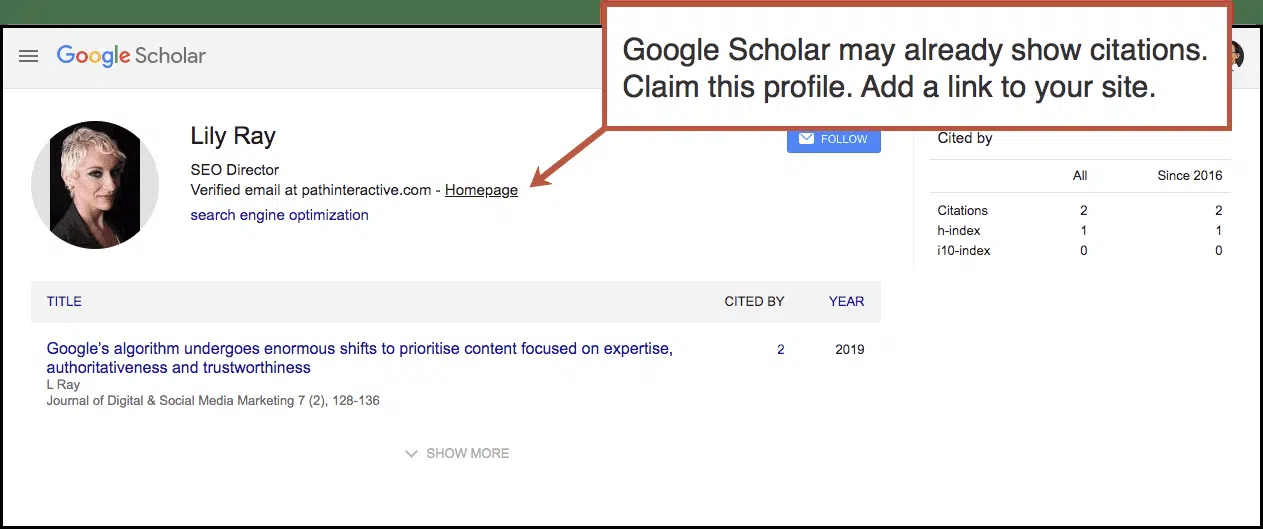 Google Scholar may already show citations.
Claim this profile. Add a link to your site.
Google Scholar
Lily Ray
SEO Director
Verified email at pathinteractive.com - Homepage
search engine optimization
FOLLOW
Cited by
All Since 2016
Citations 2 2
h-index 1 1
i10-index 0 0
TITLE CITED BY YEAR
Google’s algorithm undergoes enormous shifts to prioritise content focused on expertise, 2 2019
authoritativeness and trustworthiness
L Ray
Journal of Digital & Social Media Marketing 7 (2), 128-136
SHOW MORE